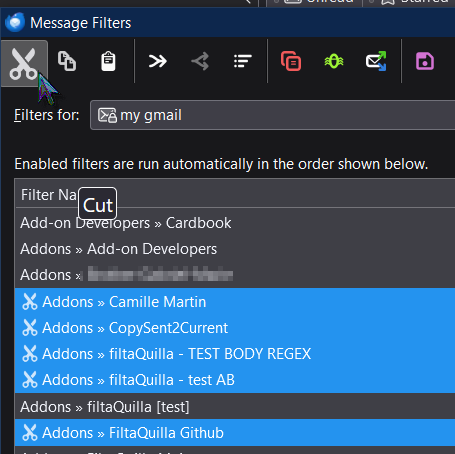 Unread
Starred
Message Filters
Filters for:
my gmail
Enabled filters are run automatically in the order shown below.
Filter Na
Cut
Add-on Developers » Cardbook
Addons » Add-on Developers
Addons »
Addons » Camille Martin
Addons » CopySent2Current
Addons » filtaQuilla - TEST BODY REGEX
Addons » filtaQuilla - test AB
Addons » filtaQuilla [test]
Addons » FiltaQuilla Github